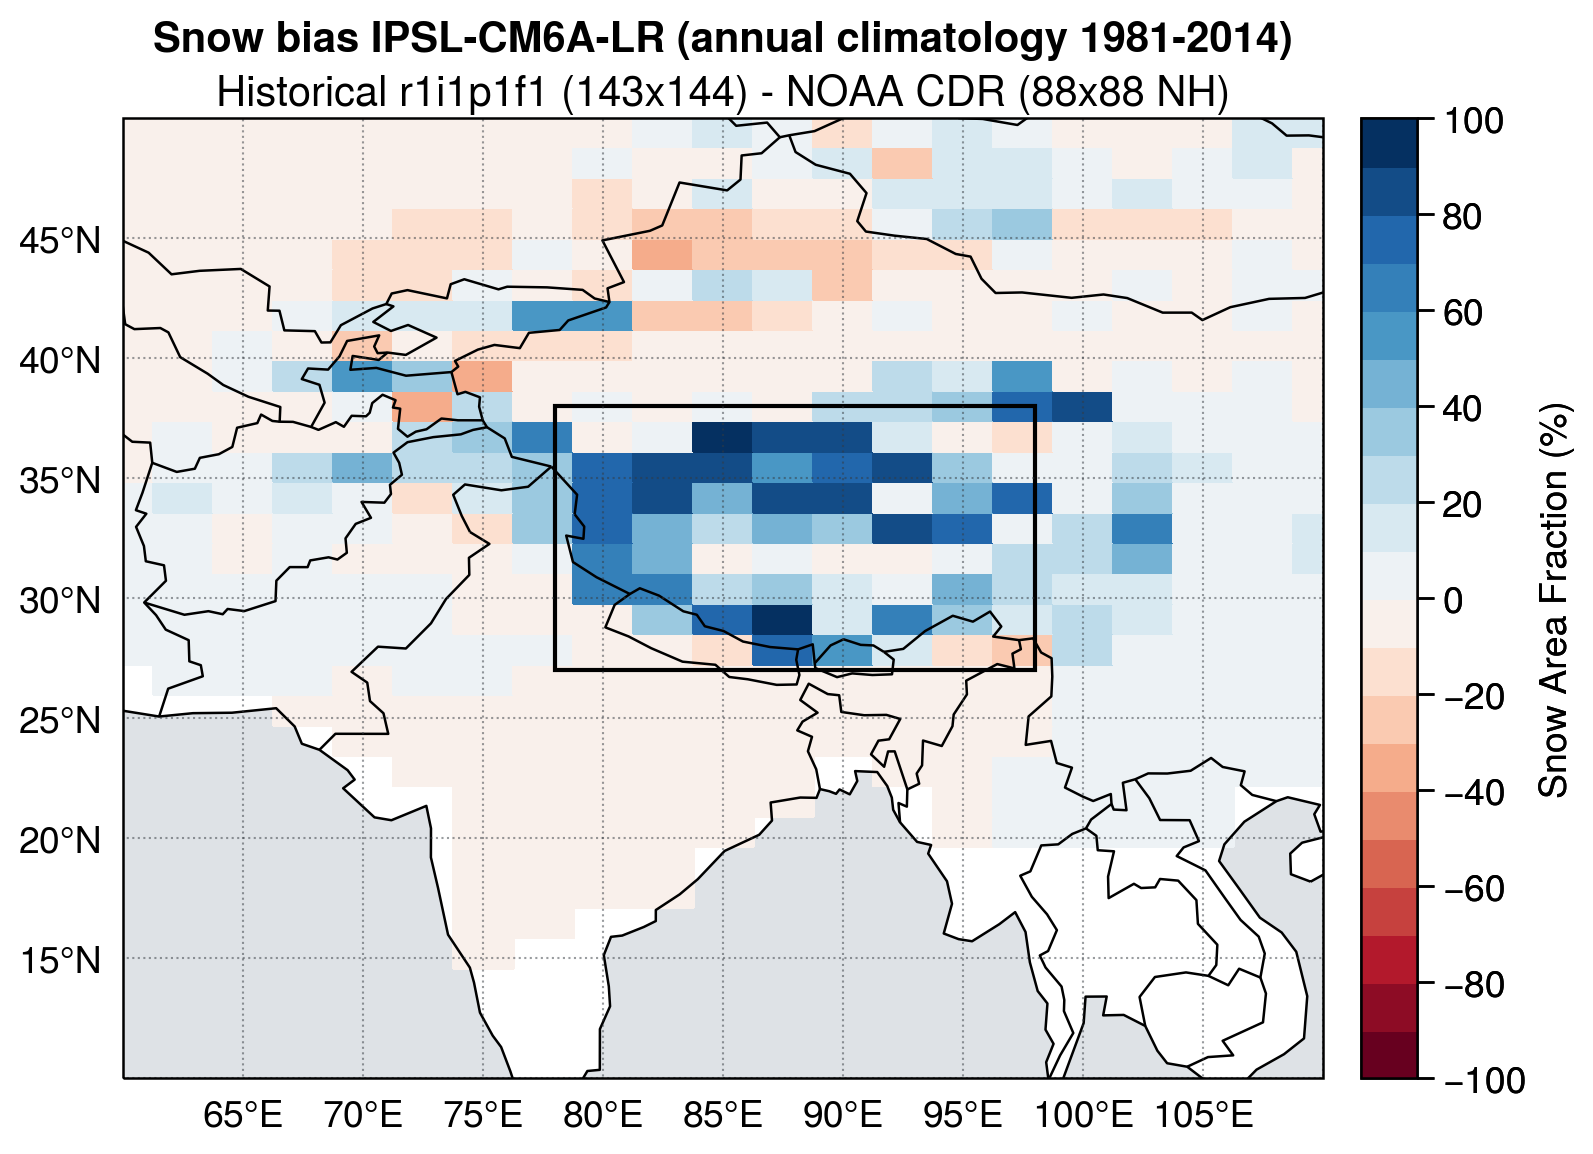 Snow bias IPSL-CM6A-LR (annual climatology 1981-2014)
Historical r1i1p1f1 (143x144) - NOAA CDR (88x88 NH)
45°N
40°N
35°N
30°N
25°N
20°N
15°N
65°E
70°E
75°E
80°E
85°E
90°E
95°E
100°E
105°E
100
80
60
40
20
0
−20
−40
−60
−80
−100
Snow Area Fraction (%)